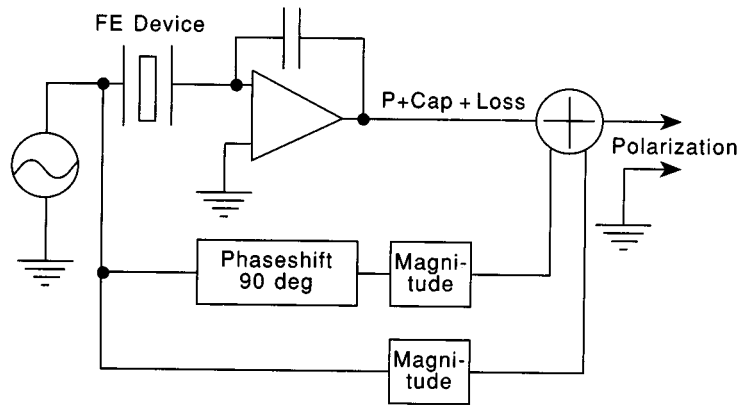 FE Device
P+Cap + Loss
Polarization
Phaseshift
90 deg
Magni-
tude
Magni-
tude